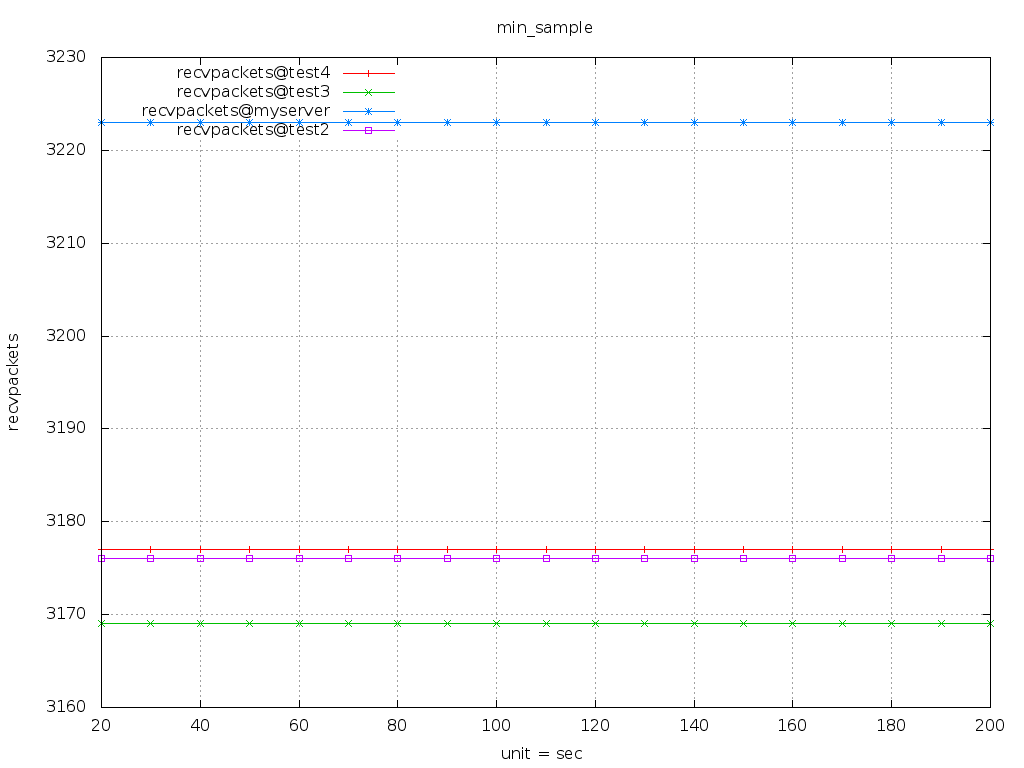 min_sample
3230
recvpackets@test4
recvpackets@test3
recvpackets@myserver
recvpackets@test2
3220
3210
3200
recvpackets
3190
3180
3170
3160
20 40 60 80 100 120 140 160 180 200
unit = sec